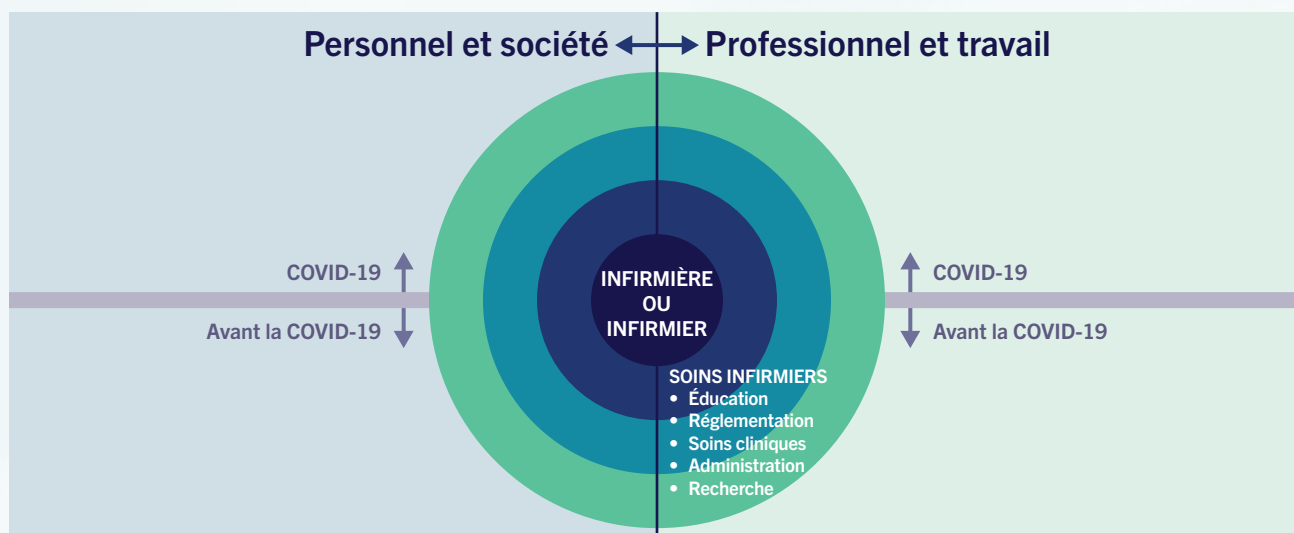 Personnel et société
Professionnel et travail
COVID-19
Avant la COVID-19
INFIRMIÈRE
OU
INFIRMIER
COVID-19
Avant la COVID-19
SOINS INFIRMIERS
• Éducation
• Réglementation
• Soins cliniques
• Administration
• Recherche